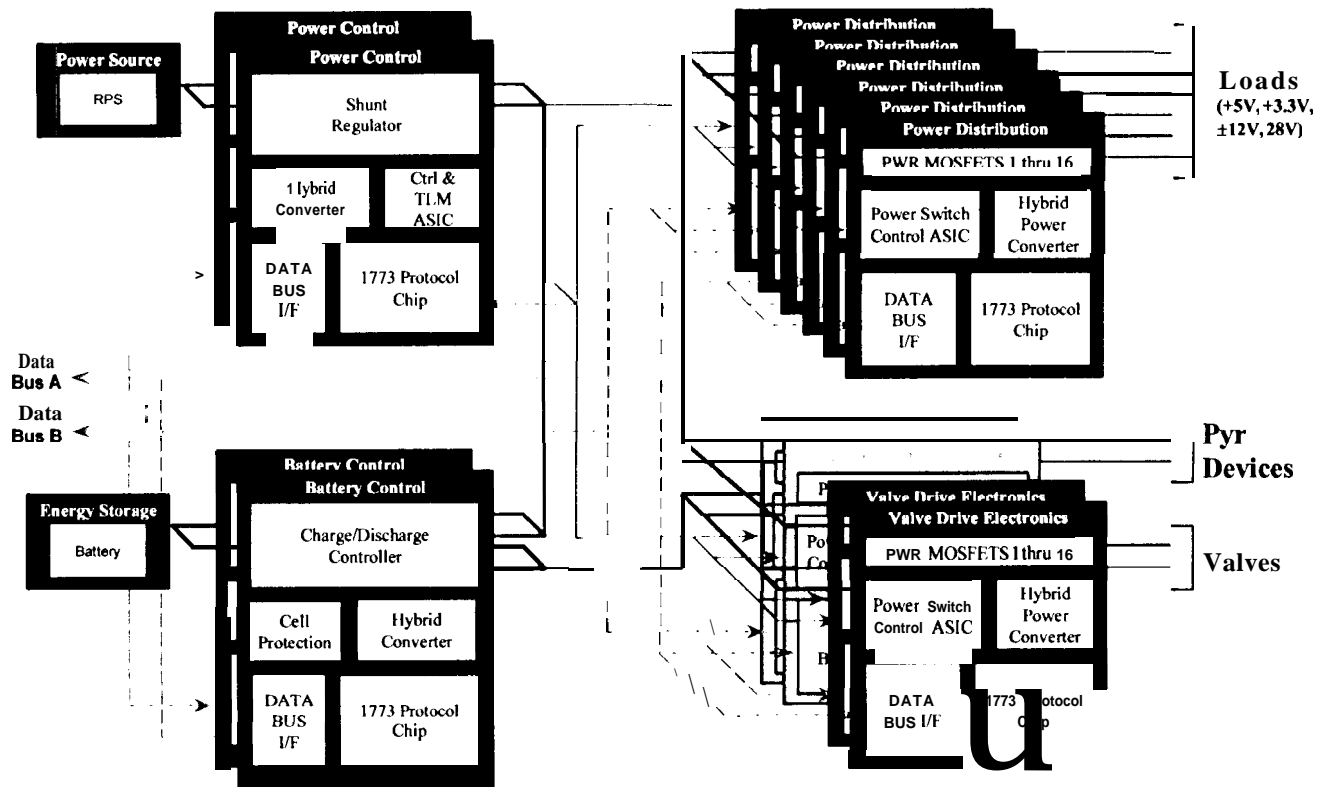 Power Control
Power Control
Power Source
RPS
Shunt
Regulator
1 Iybrid
Converter
Ctrl &
TLM
ASIC
DATA
BUS
I/F
1773 Protocol
Chip
Power Distribution
Power Distribution
Power Distribution
Power Distribution
Power Distribution
Power Distribution
PWR MOSFETS 1 thru 16
Power Switch
Control ASIC
Hybrid
Power
Converter
DATA
BUS
I/F
1773 Protocol
Chip
Loads
(+5V, +3.3V,
±12V, 28V)
Data
Bus A
Data
Bus B
Battery Control
Battery Control
Energy Storage
Battery
Charge/Discharge
Controller
Cell
Protection
Hybrid
Converter
DATA
BUS
I/F
1773 Protocol
Chip
Pyr
Devices
Valve Drive Electronics
Valve Drive Electronics
PWR MOSFETS 1 thru 16
Power Switch
Control ASIC
Hybrid
Power
Converter
DATA
BUS I/F
u
1773 Protocol
Valves